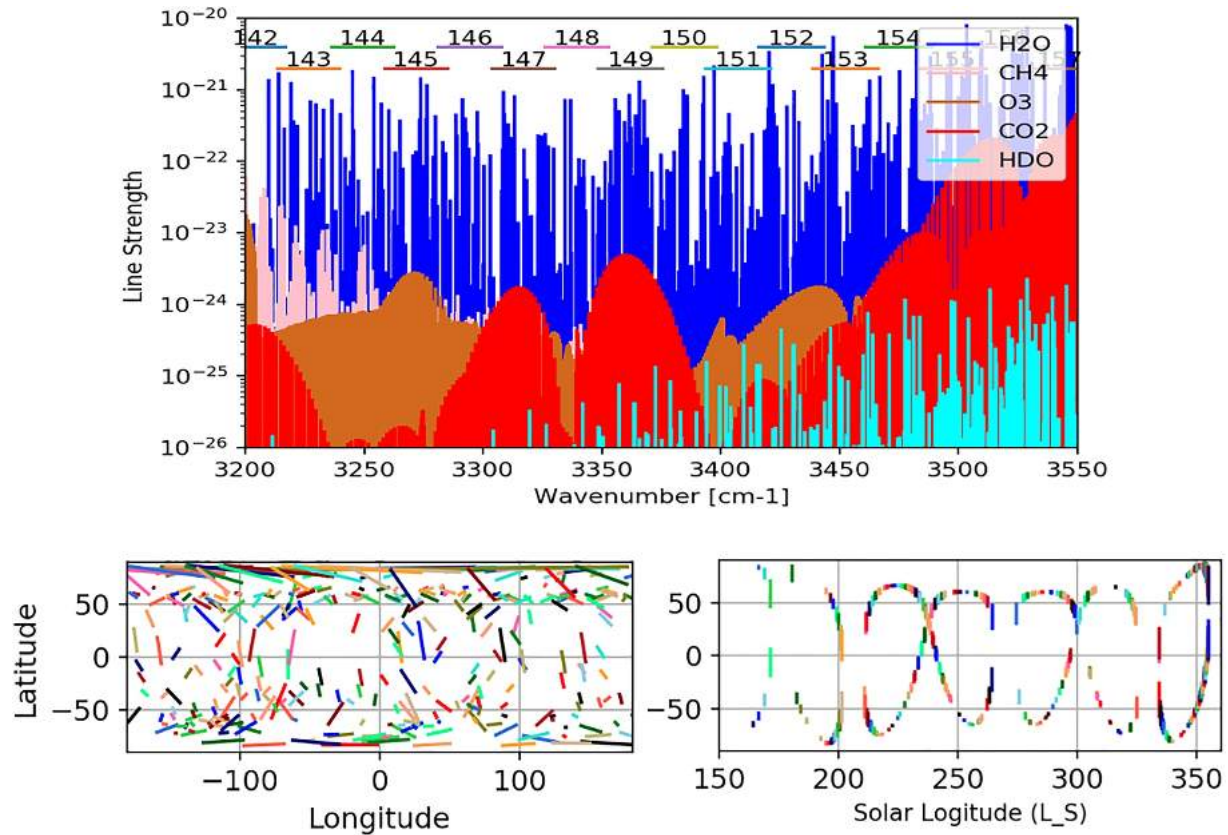 10−20
142 144 146 148 150 152 154 156
143 145 147 149 151 153 155 157
H2O
CH4
O3
CO2
HDO
10−21
10−22
10−23
10−24
10−25
10−26
Line Strength
3200 3250 3300 3350 3400 3450 3500 3550
Wavenumber [cm-1]
50
0
−50
Latitude
−100 0 100
Longitude
50
0
−50
150 200 250 300 350
Solar Logitude (L_S)